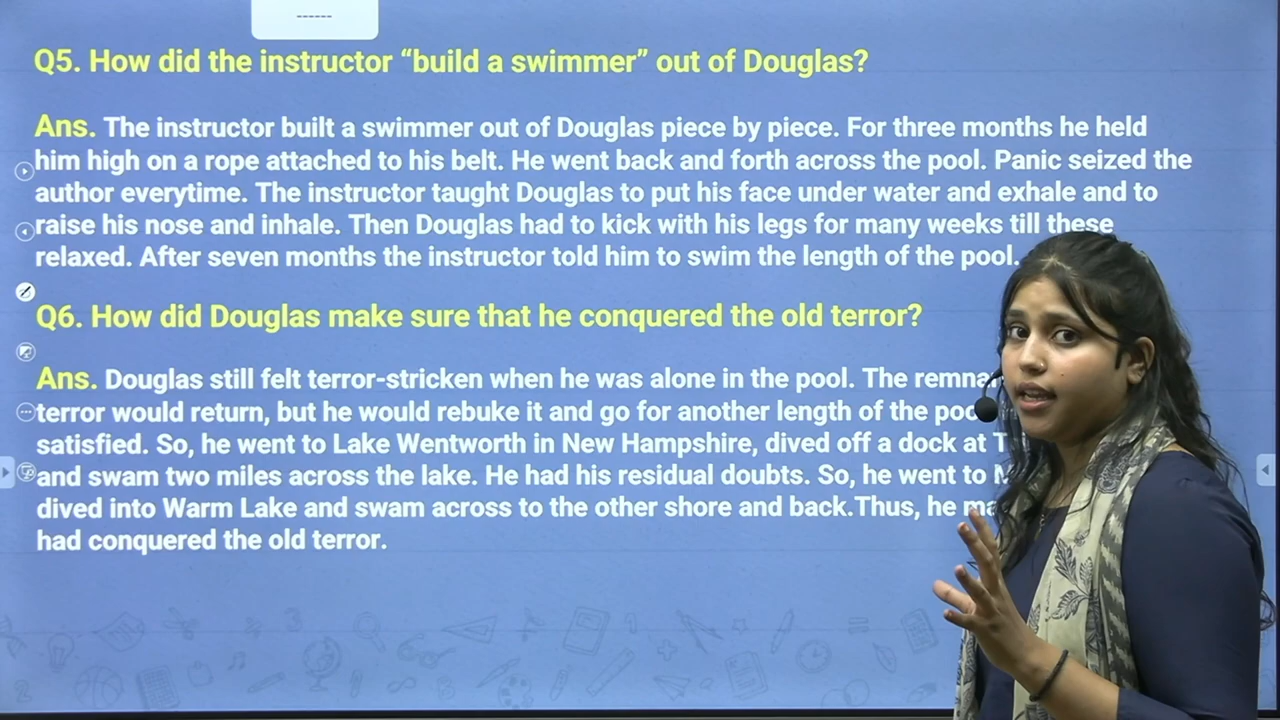 ------
Q5. How did the instructor “build a swimmer” out of Douglas?
Ans. The instructor built a swimmer out of Douglas piece by piece. For three months he held
him high on a rope attached to his belt. He went back and forth across the pool. Panic seized the
author everytime. The instructor taught Douglas to put his face under water and exhale and to
raise his nose and inhale. Then Douglas had to kick with his legs for many weeks till these
relaxed. After seven months the instructor told him to swim the length of the pool.
Q6. How did Douglas make sure that he conquered the old terror?
Ans. Douglas still felt terror-stricken when he was alone in the pool. The
terror would return, but he would rebuke it and go for another length of the
satisfied. So, he went to Lake Wentworth in New Hampshire, dived off a dock at
and swam two miles across the lake. He had his residual doubts. So, he went to
dived into Warm Lake and swam across to the other shore and back.Thus, he
had conquered the old terror.